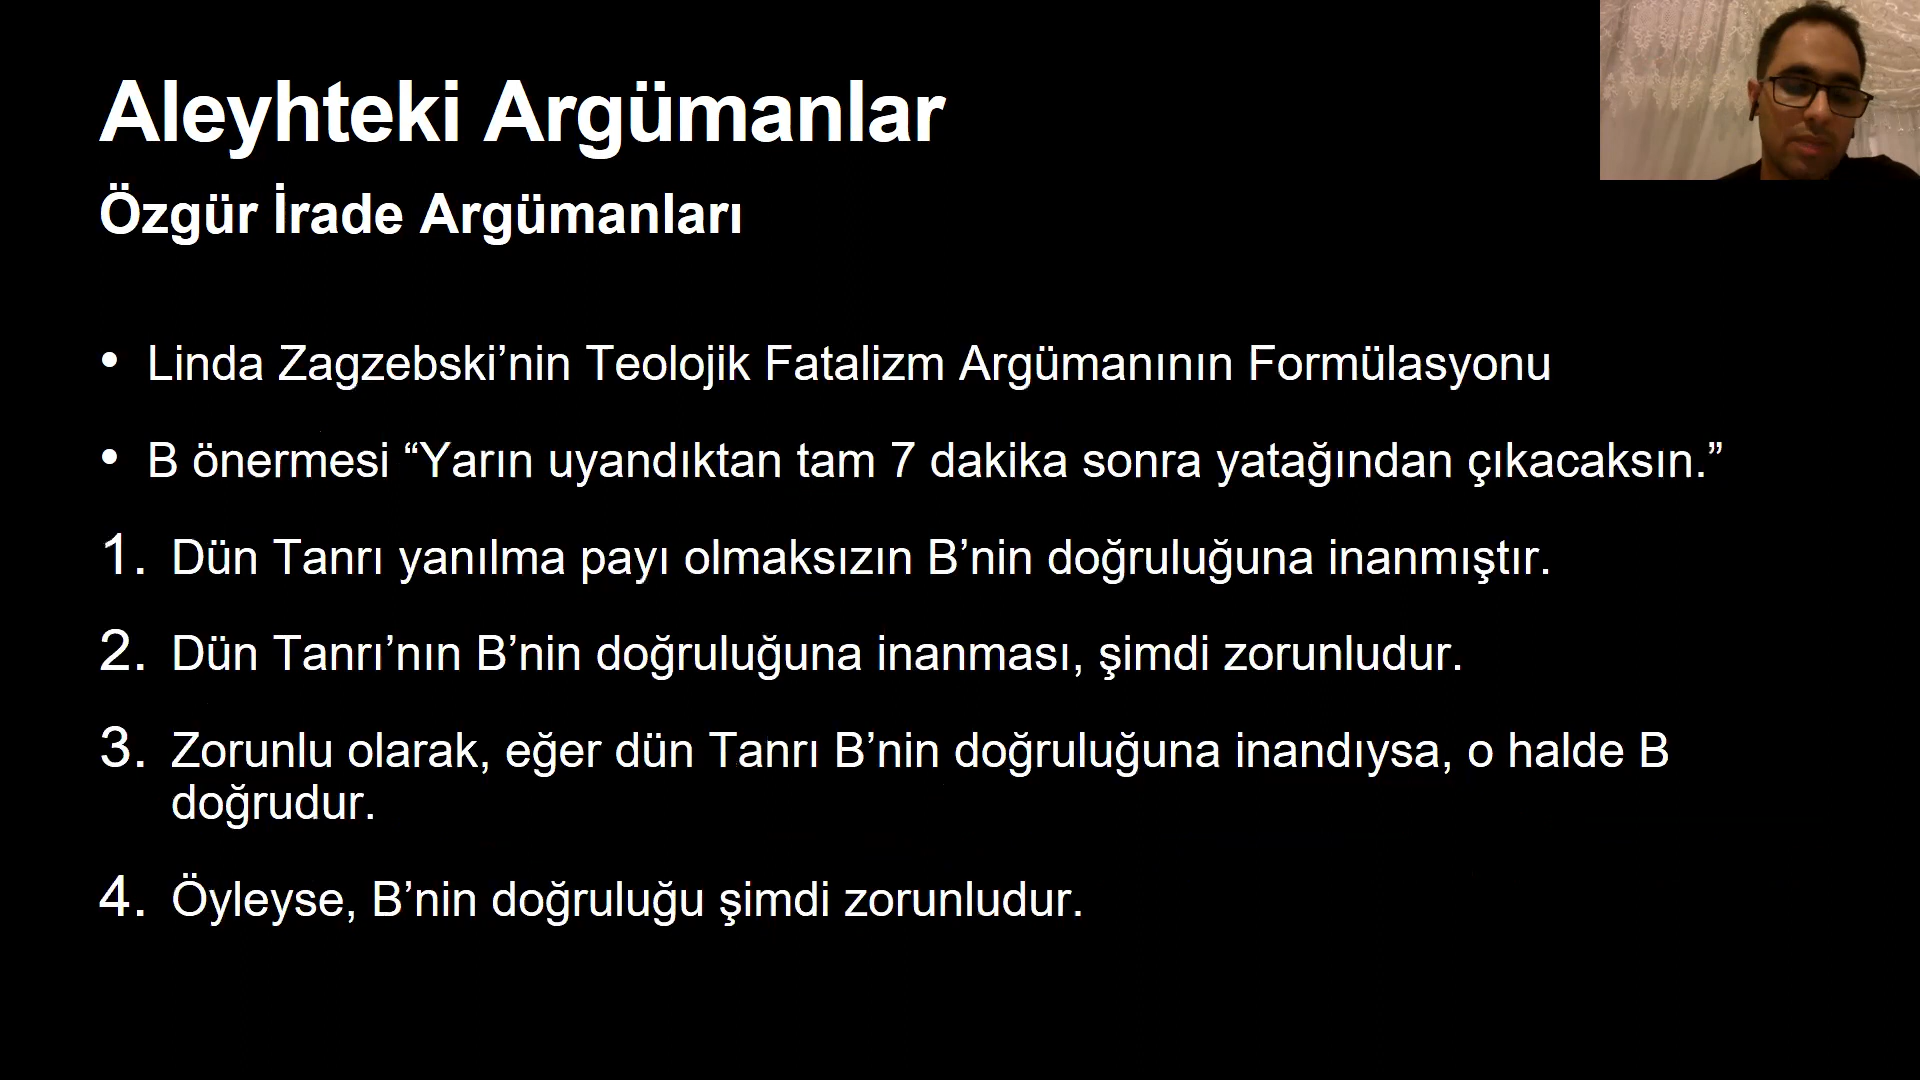 Aleyhteki Argümanlar
Özgür İrade Argümanları
• Linda Zagzebski’nin Teolojik Fatalizm Argümanının Formülasyonu
• B önermesi “Yarın uyandıktan tam 7 dakika sonra yatağından çıkacaksın.”
1. Dün Tanrı yanılma payı olmaksızın B’nin doğruluğuna inanmıştır.
2. Dün Tanrı’nın B’nin doğruluğuna inanması, şimdi zorunludur.
3. Zorunlu olarak, eğer dün Tanrı B’nin doğruluğuna inandıysa, o halde B
doğrudur.
4. Öyleyse, B’nin doğruluğu şimdi zorunludur.